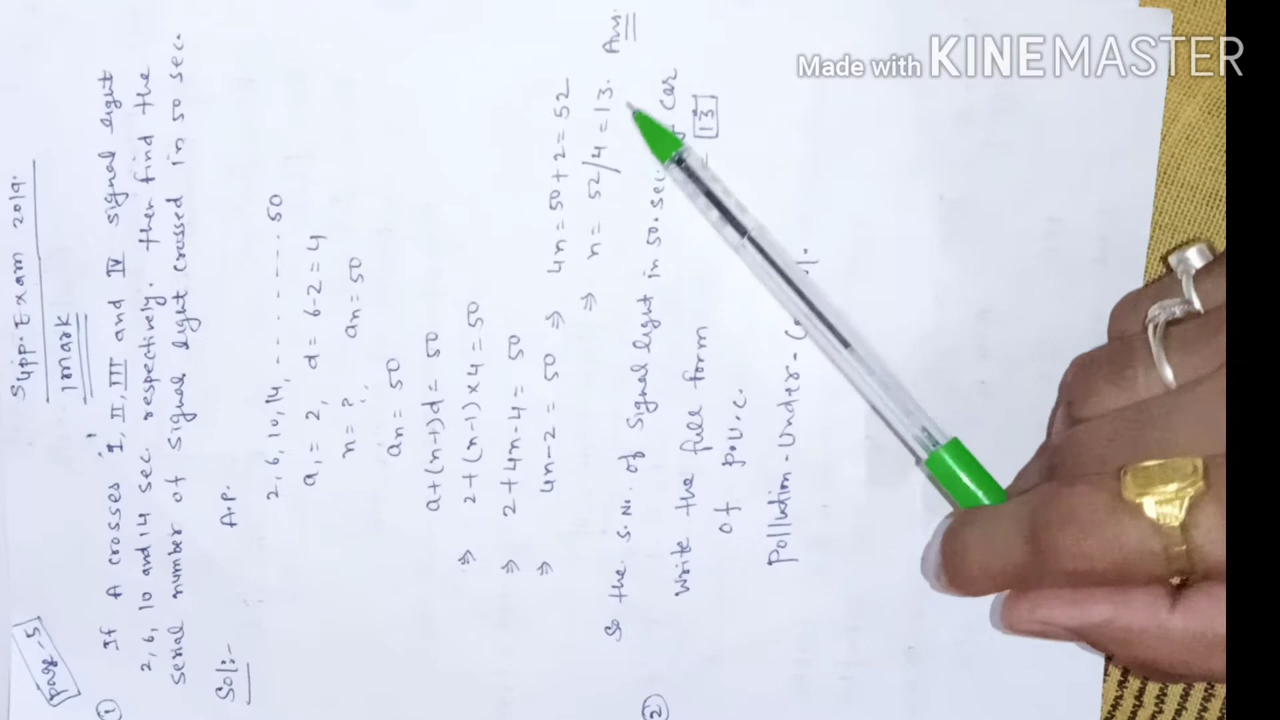 Made with KINEMASTER
Page-5
Supp. Exam 2019.
1 mark
① If A crosses I, II, III and IV signal light
2, 6, 10 and 14 sec respectively. then find the
serial number of signal light crossed in 50 sec.
Sol:- A.P.
2, 6, 10, 14, - - - - - - . 50
a₁ = 2, d = 6-2 = 4
n = ? an = 50
an = 50
a+(n-1)d = 50
⇒ 2+(n-1)×4 = 50
⇒ 2+4n-4 = 50
⇒ 4n-2 = 50 ⇒ 4n = 50+2 = 52
⇒ n = 52/4 = 13. Ans.
So the S.N. of signal light in 50.sec. car
13
② Write the full form
of P.U.C.
Pollution-Under-